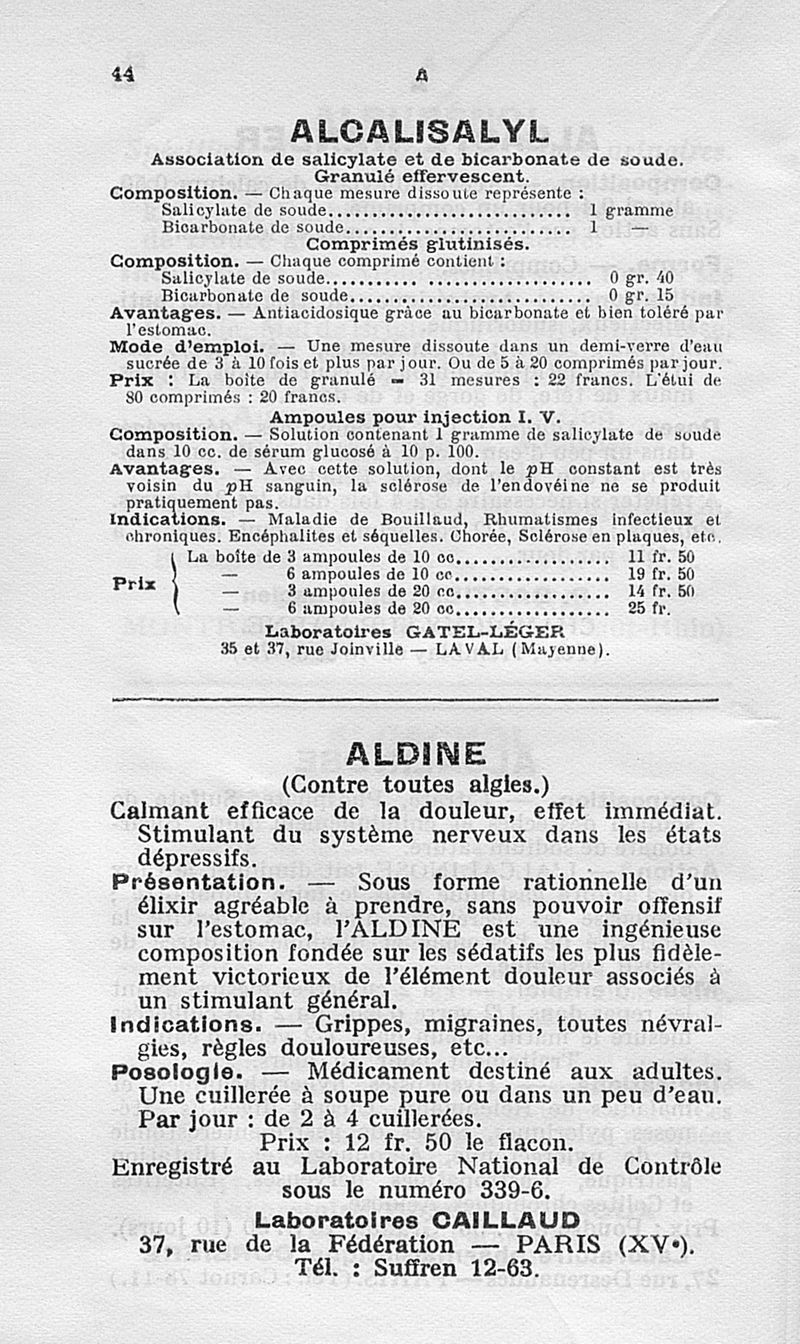 44 A
ALCALISALYL
Association de salicylate et de bicarbonate de soude.
Granulé effervescent.
Composition. — Chaque mesure dissoute représente :
Salicylate de soude............................ 1 gramme
Bicarbonate de soude.......................... 1 —
Comprimés glutinisés.
Composition. — Chaque comprimé contient :
Salicylate de soude.............................. 0 gr. 40
Bicarbonate de soude............................ 0 gr. 15
Avantages. — Antiacidosique grâce au bicarbonate et bien toléré par
l'estomac.
Mode d'emploi. — Une mesure dissoute dans un demi-verre d'eau
sucrée de 3 à 10 fois et plus par jour. Ou de 5 à 20 comprimés par jour.
Prix : La boîte de granulé = 31 mesures : 22 francs. L'étui de
80 comprimés : 20 francs.
Ampoules pour injection I. V.
Composition. — Solution contenant 1 gramme de salicylate de soude
dans 10 cc. de sérum glucosé à 10 p. 100.
Avantages. — Avec cette solution, dont le pH constant est très
voisin du pH sanguin, la sclérose de l'endovéine ne se produit
pratiquement pas.
Indications. — Maladie de Bouillaud, Rhumatismes infectieux et
chroniques. Encéphalites et séquelles. Chorée, Sclérose en plaques, etc.
Prix { La boîte de 3 ampoules de 10 cc.................. 11 fr. 50
— 6 ampoules de 10 cc.................. 19 fr. 50
— 3 ampoules de 20 cc.................. 14 fr. 50
— 6 ampoules de 20 cc.................. 25 fr.
Laboratoires GATEL-LÉGER
35 et 37, rue Joinville — LAVAL (Mayenne).
ALDINE
(Contre toutes algies.)
Calmant efficace de la douleur, effet immédiat.
Stimulant du système nerveux dans les états
dépressifs.
Présentation. — Sous forme rationnelle d'un
élixir agréable à prendre, sans pouvoir offensif
sur l'estomac, l'ALDINE est une ingénieuse
composition fondée sur les sédatifs les plus fidèle-
ment victorieux de l'élément douleur associés à
un stimulant général.
Indications. — Grippes, migraines, toutes névral-
gies, règles douloureuses, etc...
Posologie. — Médicament destiné aux adultes.
Une cuillerée à soupe pure ou dans un peu d'eau.
Par jour : de 2 à 4 cuillerées.
Prix : 12 fr. 50 le flacon.
Enregistré au Laboratoire National de Contrôle
sous le numéro 339-6.
Laboratoires CAILLAUD
37, rue de la Fédération — PARIS (XVe).
Tél. : Suffren 12-63.